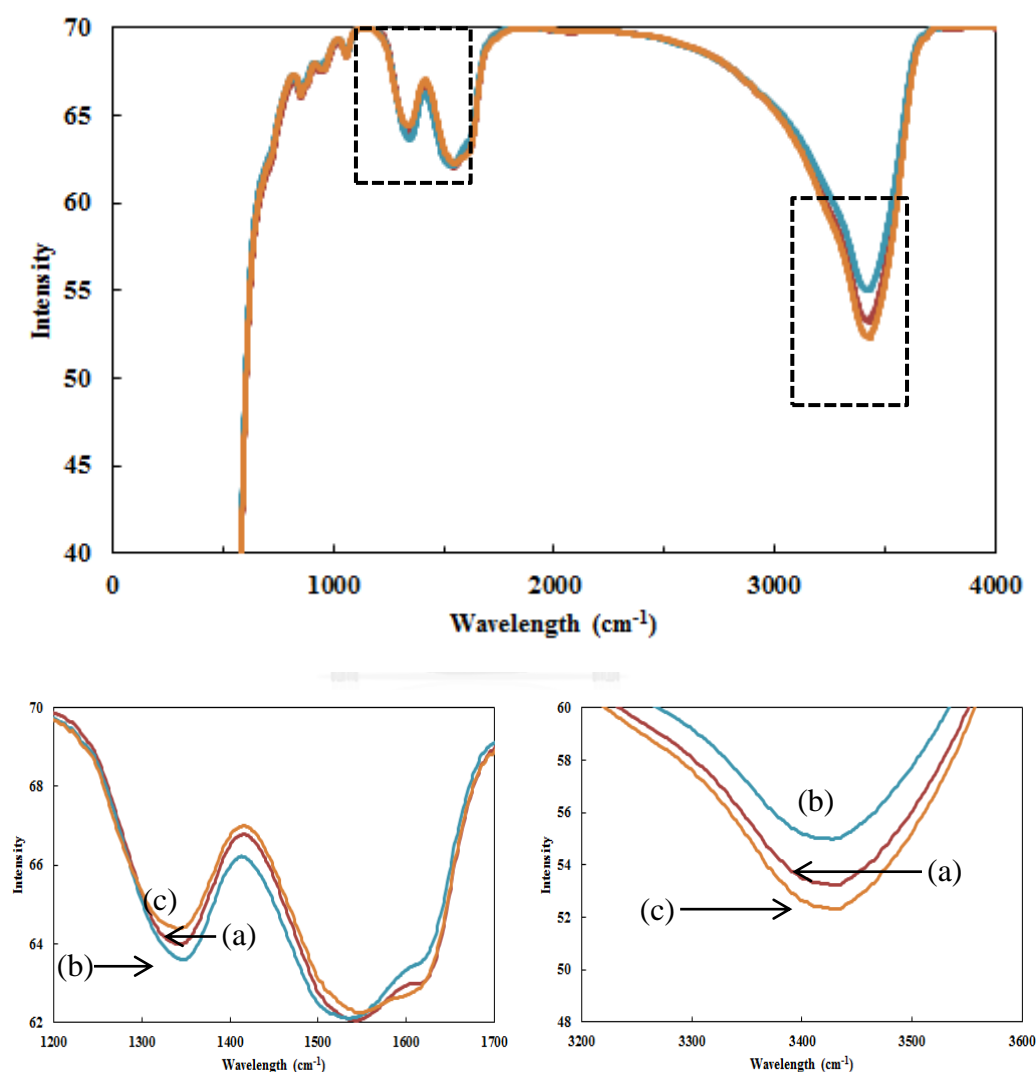 70
65
60
55
50
45
40
Intensity
0 1000 2000 3000 4000
Wavelength (cm-1)
70
68
66
64
62
Intensity
(c)
(a)
(b)
1200 1300 1400 1500 1600 1700
Wavelength (cm-1)
60
58
56
54
52
50
48
Intensity
(b)
(a)
(c)
3200 3300 3400 3500 3600
Wavelength (cm-1)